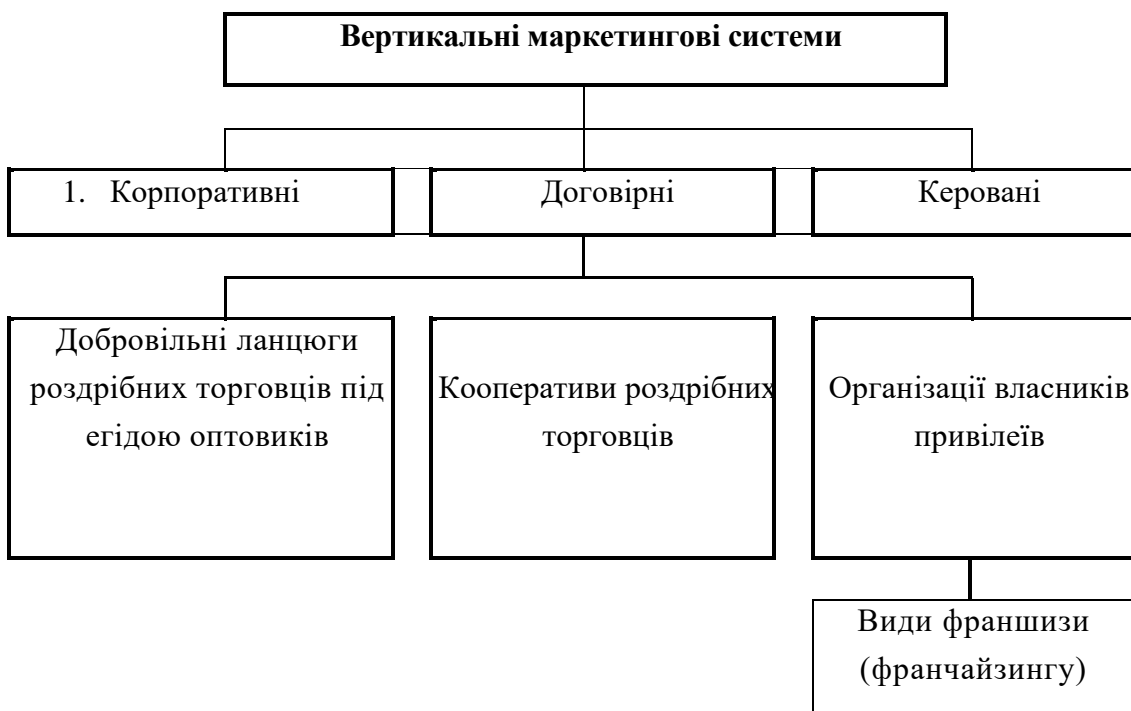 Вертикальні маркетингові системи
1. Корпоративні
Договірні
Керовані
Добровільні ланцюги
роздрібних торговців під
егідою оптовиків
Кооперативи роздрібних
торговців
Організації власників
привілеїв
Види франшизи
(франчайзингу)